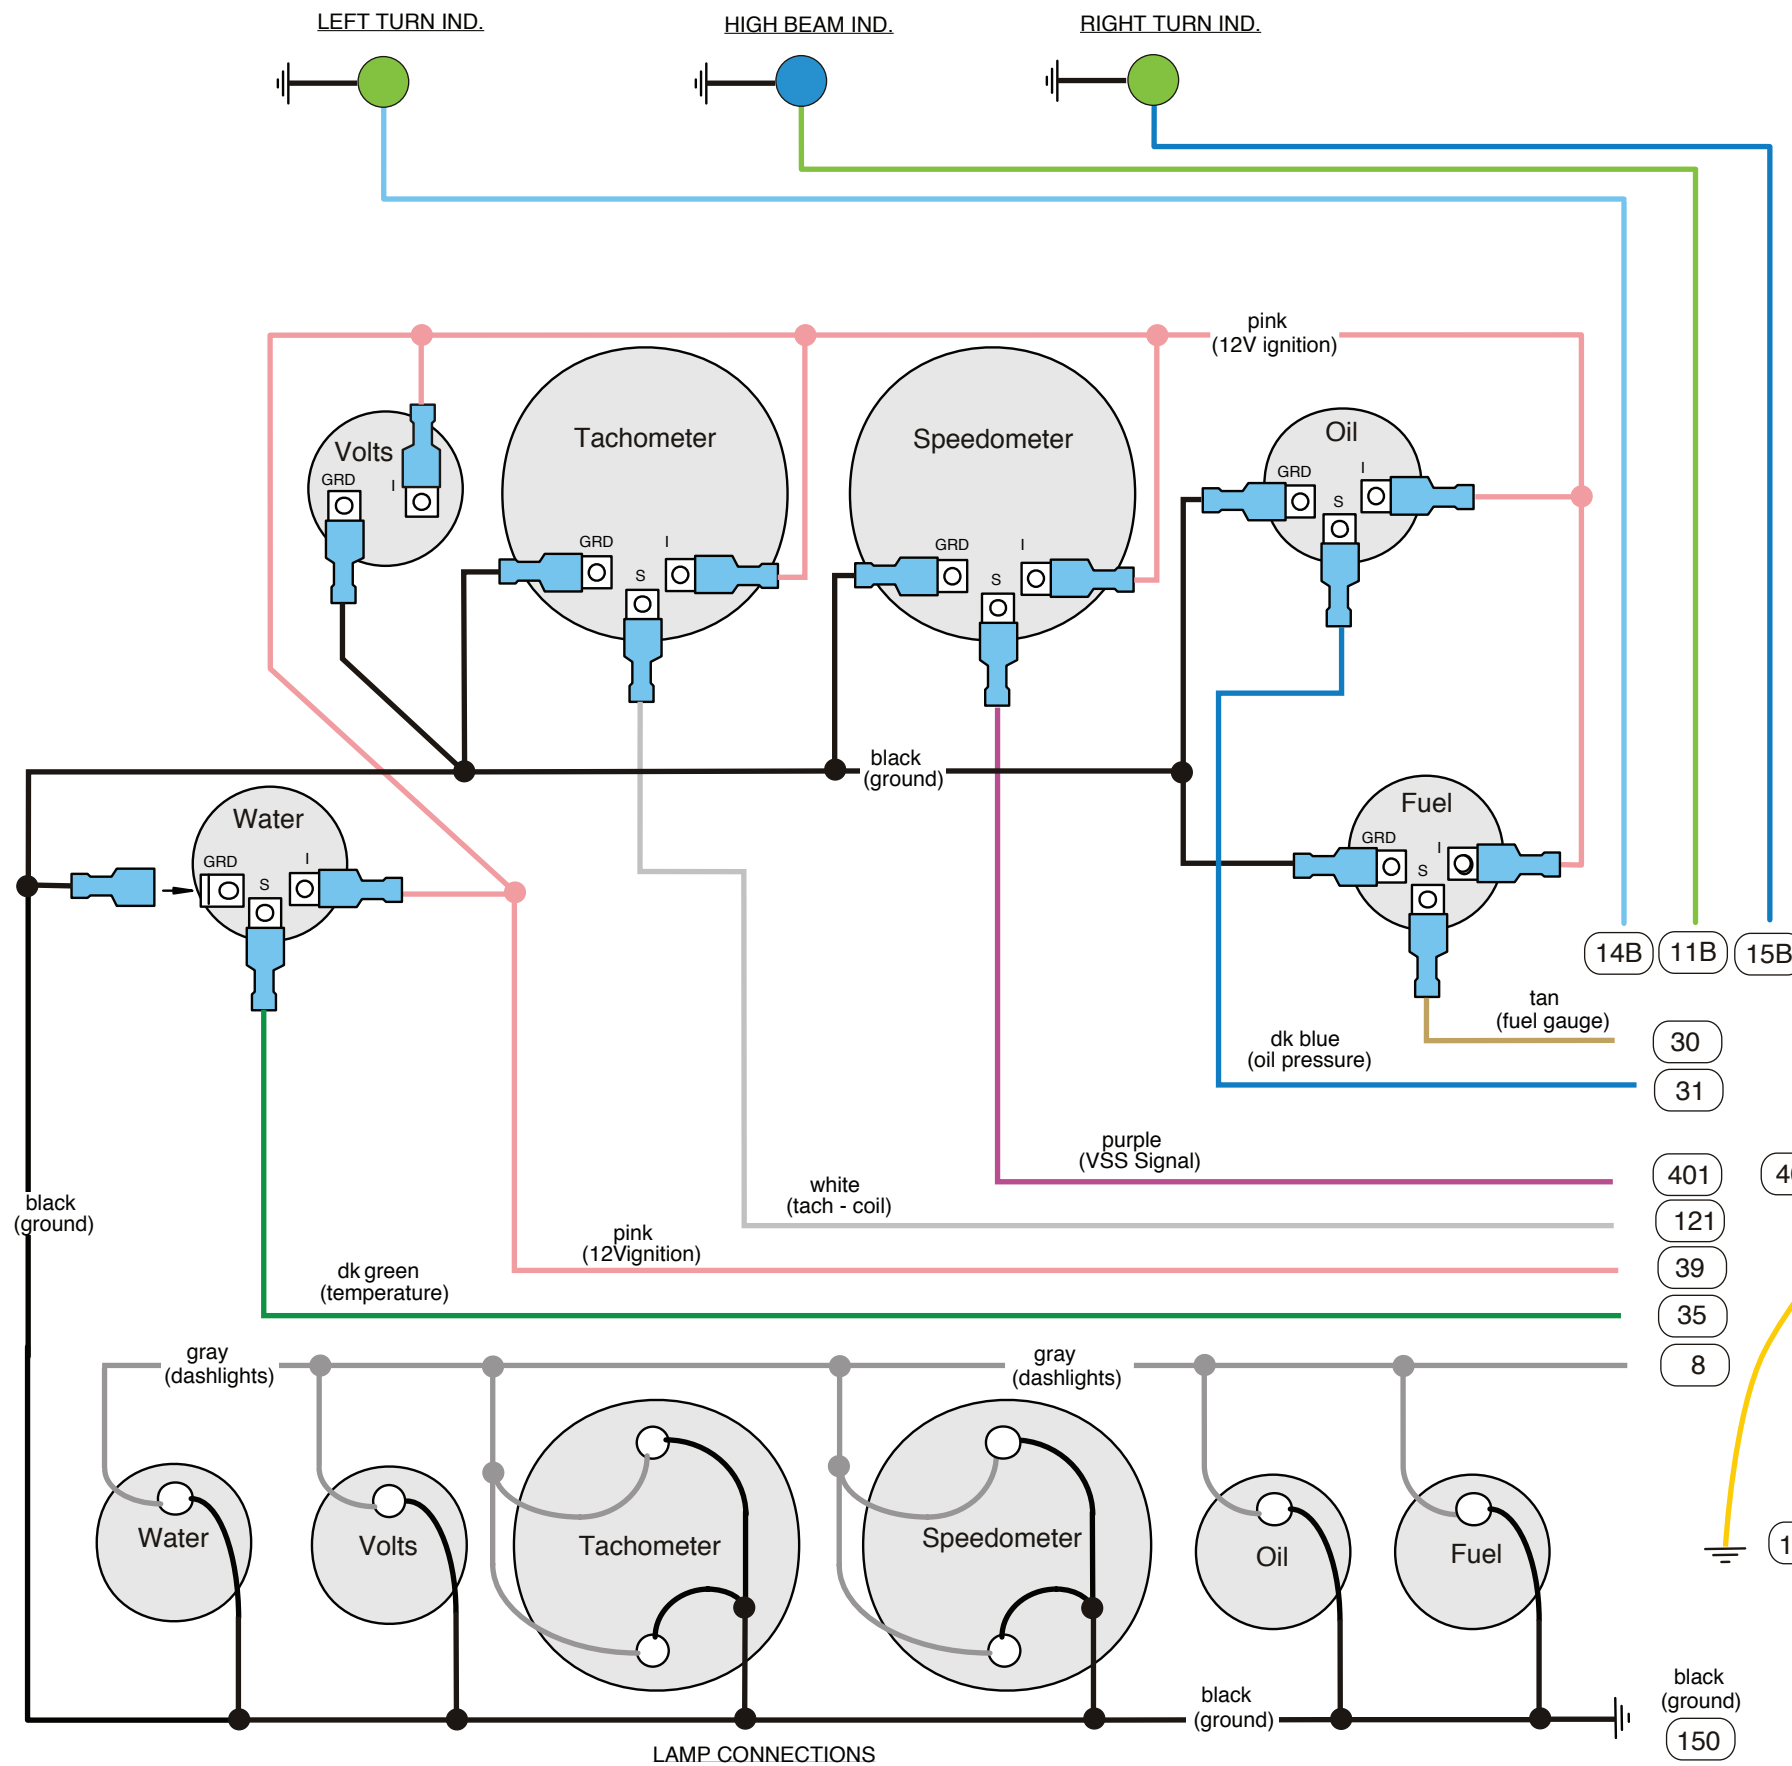 LEFT TURN IND.
HIGH BEAM IND.
RIGHT TURN IND.
pink
(12V ignition)
Volts
GRD
I
Tachometer
GRD
I
S
Speedometer
GRD
I
S
Oil
GRD
I
S
black
(ground)
Water
GRD
I
S
Fuel
GRD
I
S
14B
11B
15B
tan
(fuel gauge)
30
dk blue
(oil pressure)
31
purple
(VSS Signal)
401
white
(tach - coil)
121
black
(ground)
pink
(12Vignition)
39
dk green
(temperature)
35
gray
(dashlights)
gray
(dashlights)
8
Water
Volts
Tachometer
Speedometer
Oil
Fuel
black
(ground)
black
(ground)
150
LAMP CONNECTIONS